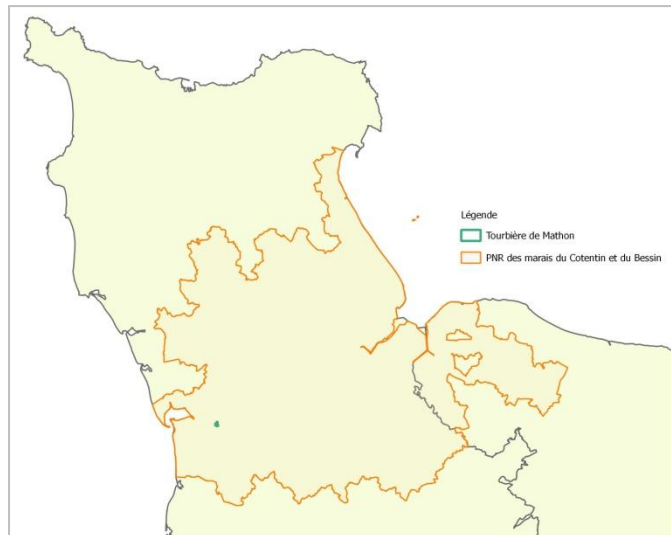 Légende
Tourbière de Mathon
PNR des marais du Cotentin et du Bessin